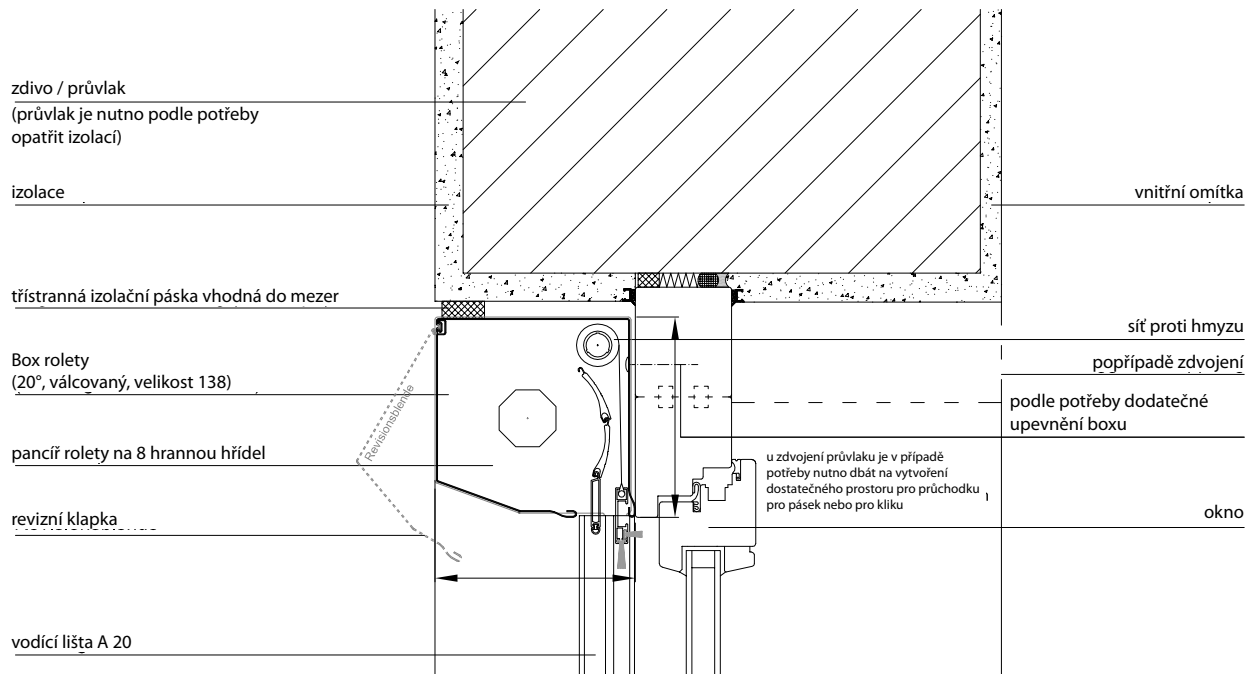 zdivo / průvlak
(průvlak je nutno podle potřeby
opatřit izolací)
izolace
třístranná izolační páska vhodná do mezer
Box rolety
(20°, válcovaný, velikost 138)
pancíř rolety na 8 hrannou hřídel
revizní klapka
vodící lišta A 20
Revisionsblende
vnitřní omítka
síť proti hmyzu
popřípadě zdvojení
podle potřeby dodatečné
upevnění boxu
u zdvojení průvlaku je v případě
potřeby nutno dbát na vytvoření
dostatečného prostoru pro průchodku
pro pásek nebo pro kliku
okno